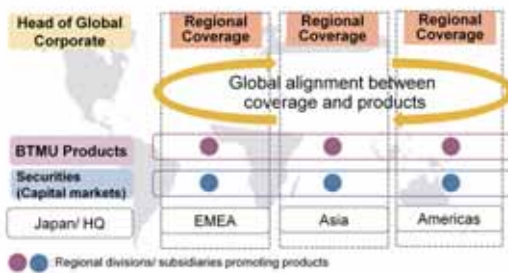 Head of Global
Corporate
Regional
Coverage
Regional
Coverage
Regional
Coverage
Global alignment between
coverage and products
BTMU Products
Securities
(Capital markets)
Japan/ HQ
EMEA
Asia
Americas
: Regional divisions/ subsidiaries promoting products